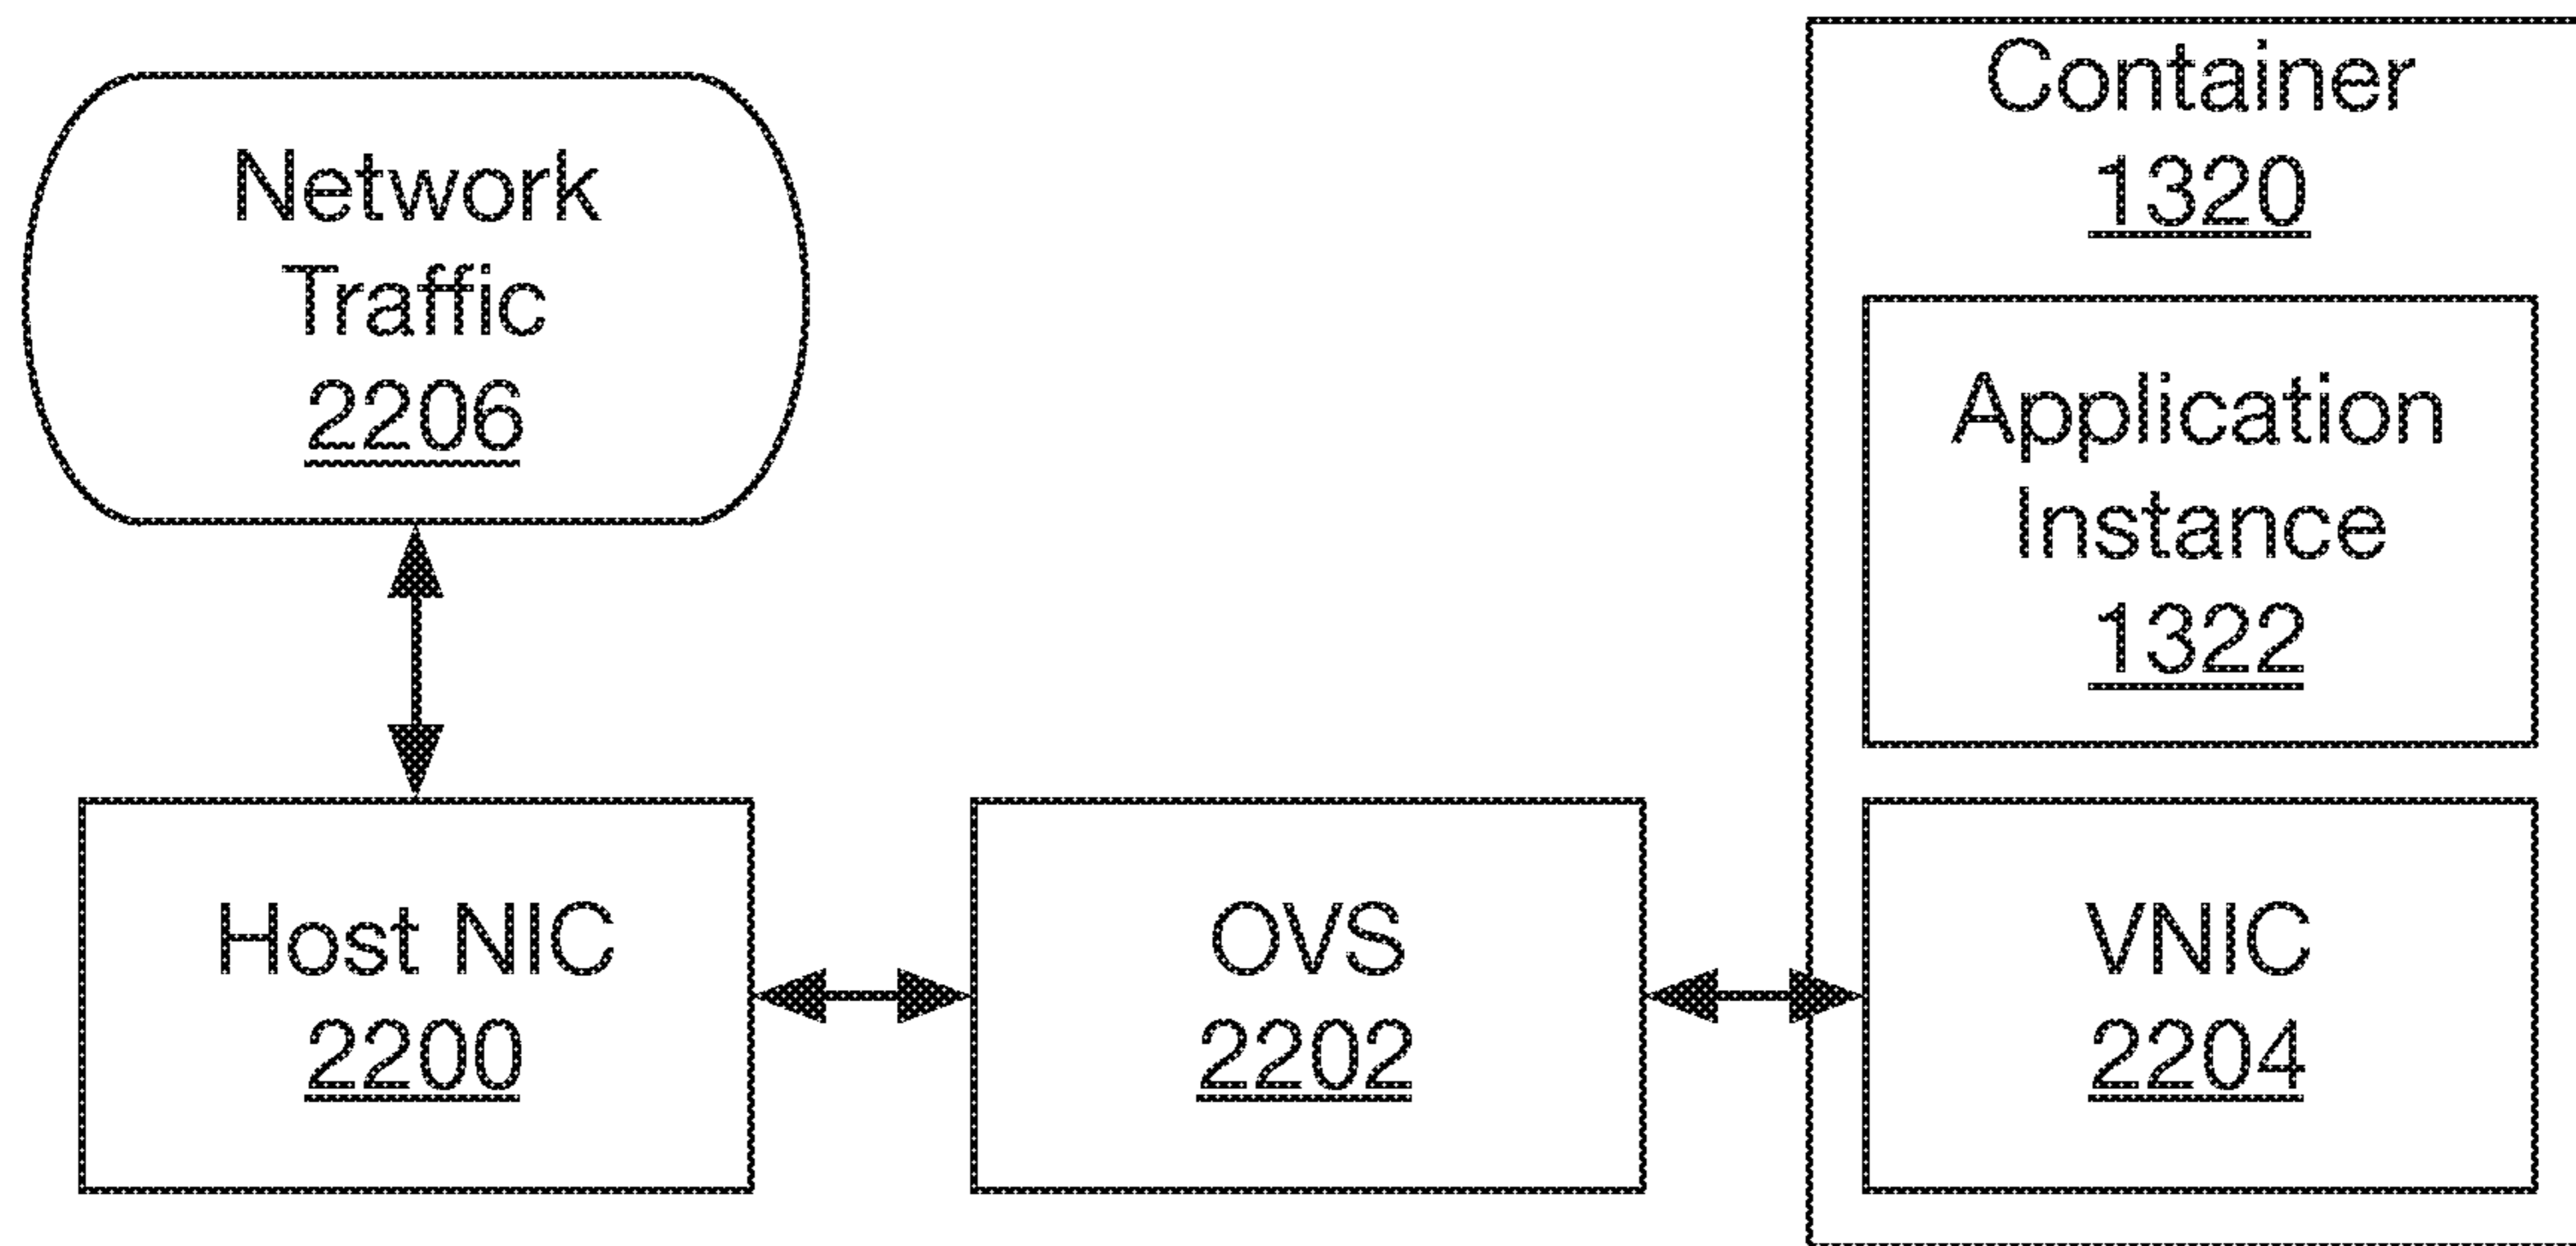 Network
Traffic
2206
Container
1320
Application
Instance
1322
Host NIC
2200
OVS
2202
VNIC
2204